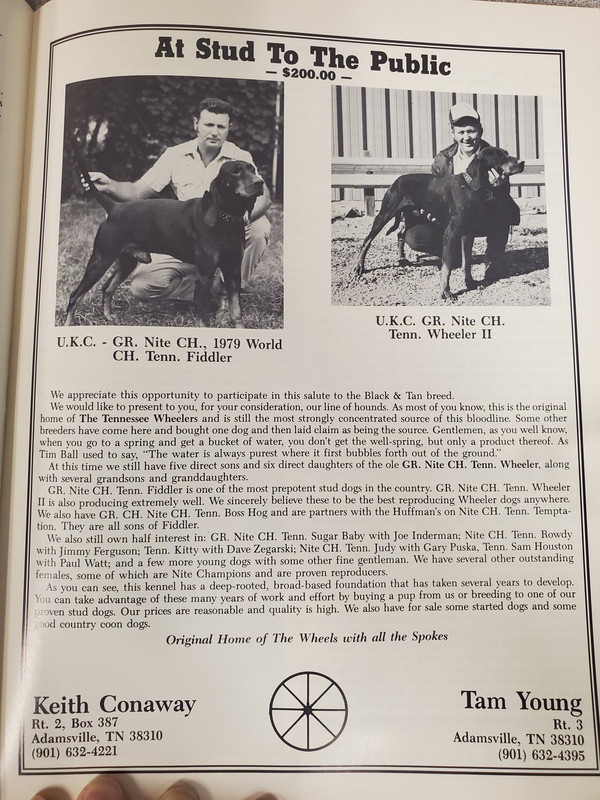 At Stud To The Public
— $200.00 —
U.K.C. - GR. Nite CH., 1979 World
CH. Tenn. Fiddler
U.K.C. GR. Nite CH.
Tenn. Wheeler II
We appreciate this opportunity to participate in this salute to the Black & Tan breed.
We would like to present to you, for your consideration, our line of hounds. As most of you know, this is the original
home of The Tennessee Wheelers and is still the most strongly concentrated source of this bloodline. Some other
breeders have come here and bought one dog and then laid claim as being the source. Gentlemen, as you well know,
when you go to a spring and get a bucket of water, you don't get the well-spring, but only a product thereof. As
Tim Ball used to say, "The water is always purest where it first bubbles forth out of the ground."
At this time we still have five direct sons and six direct daughters of the ole GR. Nite CH. Tenn. Wheeler, along
with several grandsons and granddaughters.
GR. Nite CH. Tenn. Fiddler is one of the most prepotent stud dogs in the country. GR. Nite CH. Tenn. Wheeler
II is also producing extremely well. We sincerely believe these to be the best reproducing Wheeler dogs anywhere.
We also have GR. CH. Nite CH. Tenn. Boss Hog and are partners with the Huffman's on Nite CH. Tenn. Tempta-
tion. They are all sons of Fiddler.
We also still own half interest in: GR. Nite CH. Tenn. Sugar Baby with Joe Inderman; Nite CH. Tenn. Rowdy
with Jimmy Ferguson; Tenn. Kitty with Dave Zegarski; Nite CH. Tenn. Judy with Gary Puska, Tenn. Sam Houston
with Paul Watt; and a few more young dogs with some other fine gentleman. We have several other outstanding
females, some of which are Nite Champions and are proven reproducers.
As you can see, this kennel has a deep-rooted, broad-based foundation that has taken several years to develop.
You can take advantage of these many years of work and effort by buying a pup from us or breeding to one of our
proven stud dogs. Our prices are reasonable and quality is high. We also have for sale some started dogs and some
good country coon dogs.
Original Home of The Wheels with all the Spokes
Keith Conaway
Rt. 2, Box 387
Adamsville, TN 38310
(901) 632-4221
Tam Young
Rt. 3
Adamsville, TN 38310
(901) 632-4395